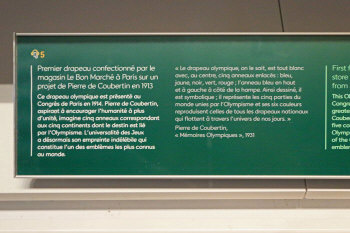 5
Premier drapeau confectionné par le
magasin Le Bon Marché à Paris sur un
projet de Pierre de Coubertin en 1913
Ce drapeau olympique est présenté au
Congrès de Paris en 1914. Pierre de Coubertin,
aspirant à encourager l'humanité à plus
d'unité, imagine cinq anneaux correspondant
aux cinq continents dont le destin est lié
par l'Olympisme. L'universalité des Jeux
a désormais son empreinte indélébile qui
constitue l'un des emblèmes les plus connus
au monde.
« Le drapeau olympique, on le sait, est tout blanc
avec, au centre, cinq anneaux enlacés : bleu,
jaune, noir, vert, rouge ; l'anneau bleu en haut
et à gauche à côté de la hampe. Ainsi dessiné, il
est symbolique ; il représente les cinq parties du
monde unies par l'Olympisme et ses six couleurs
reproduisent celles de tous les drapeaux nationaux
qui flottent à travers l'univers de nos jours. »
Pierre de Coubertin,
« Mémoires Olympiques », 1931
First
store
from
This Ol
Congre
greate
Couber
five co
Olympi
of the
emble